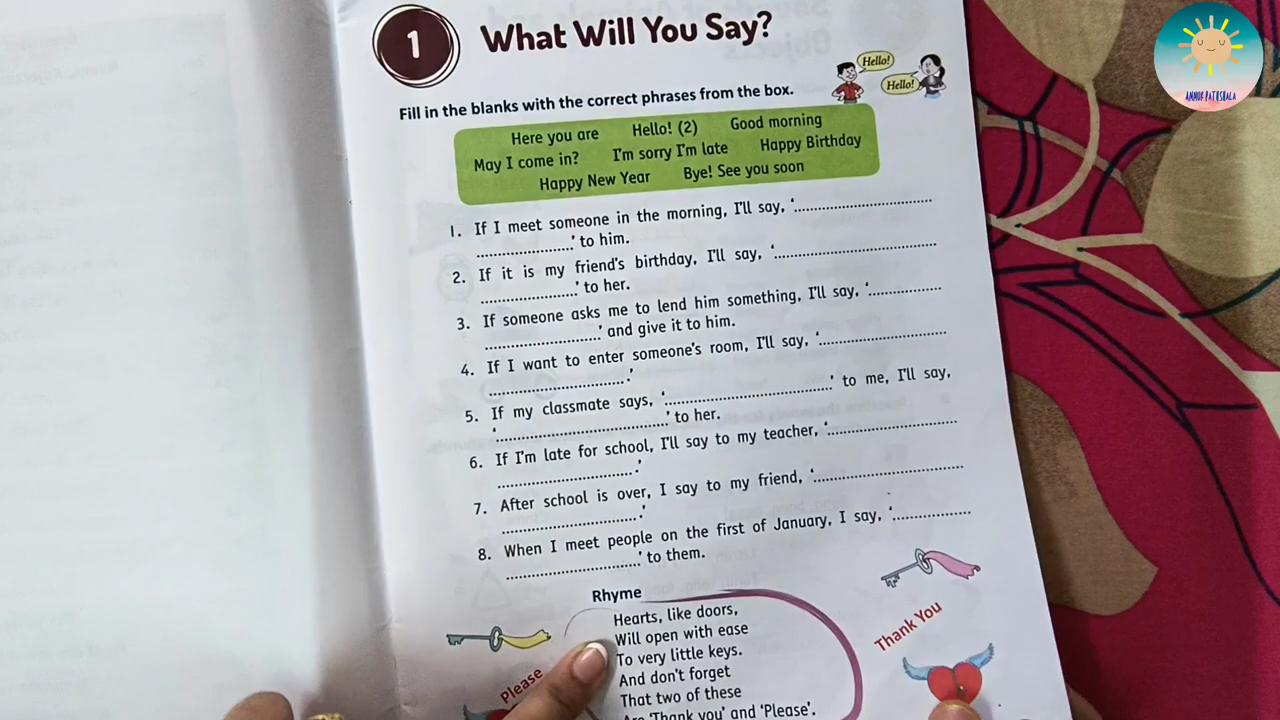 1
What Will You Say?
Hello!
Hello!
Fill in the blanks with the correct phrases from the box.
Here you are Hello! (2) Good morning
May I come in? I'm sorry I'm late Happy Birthday
Happy New Year Bye! See you soon
1. If I meet someone in the morning, I'll say, '..............................
......................' to him.
2. If it is my friend's birthday, I'll say, '....................................
......................' to her.
3. If someone asks me to lend him something, I'll say, '................
..........................' and give it to him.
4. If I want to enter someone's room, I'll say, '............................
..............................'
5. If my classmate says, '.....................................' to me, I'll say,
'......................................' to her.
6. If I'm late for school, I'll say to my teacher, '............................
..............................'
7. After school is over, I say to my friend, '.................................
..............................'
8. When I meet people on the first of January, I say, '.................
..............................' to them.
Rhyme
Hearts, like doors,
Will open with ease
To very little keys.
And don't forget
That two of these
Are 'Thank you' and 'Please'.
Please
Thank You
ANMOL PATHSHALA